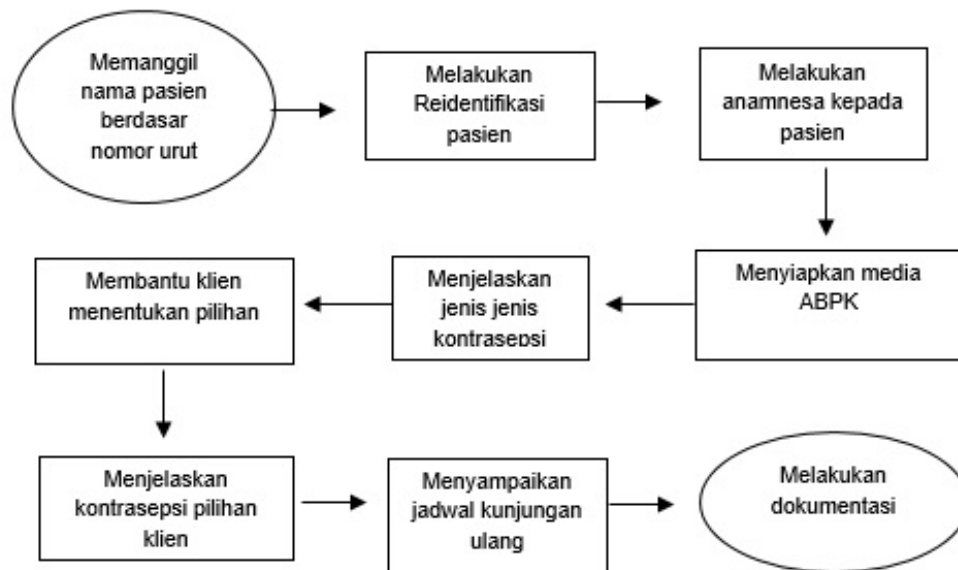 Memanggil
nama pasien
berdasar
nomor urut
Melakukan
Reidentifikasi
pasien
Melakukan
anamnesa kepada
pasien
Menyiapkan media
ABPK
Menjelaskan
jenis jenis
kontrasepsi
Membantu klien
menentukan pilihan
Menjelaskan
kontrasepsi pilihan
klien
Menyampaikan
jadwal kunjungan
ulang
Melakukan
dokumentasi